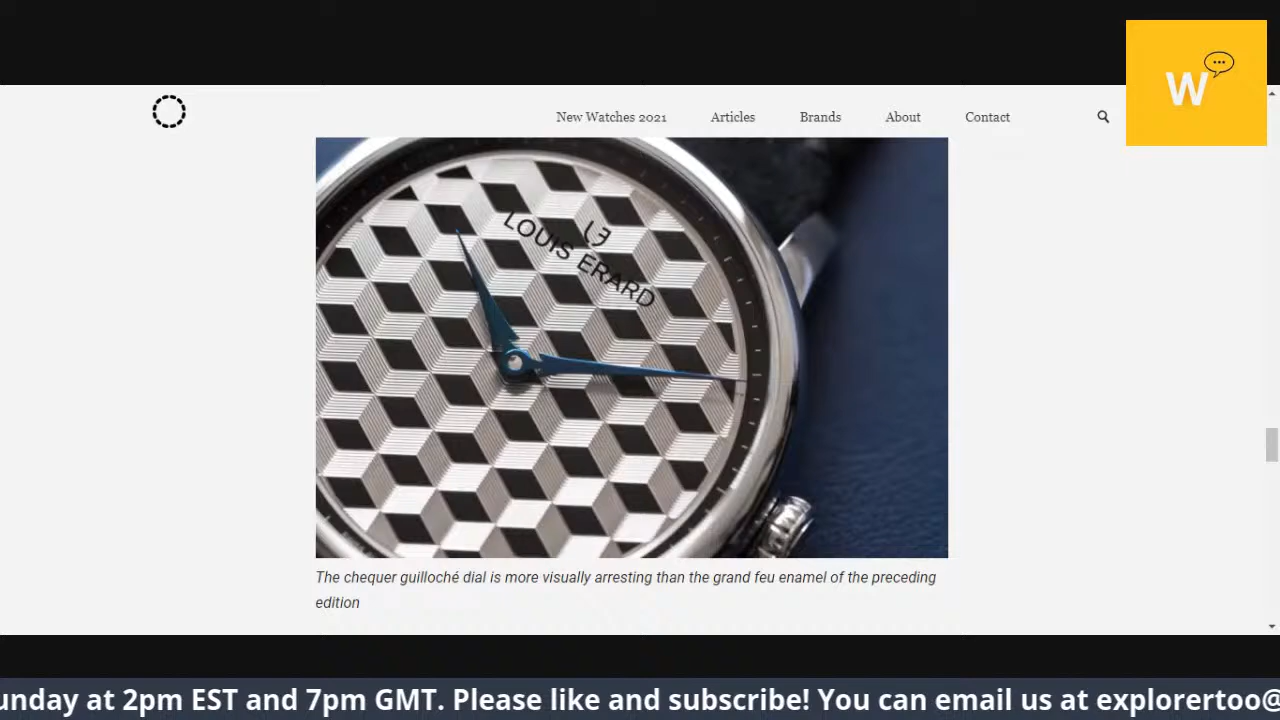 W
New Watches 2021 Articles Brands About Contact
LOUIS ERARD
The chequer guilloché dial is more visually arresting than the grand feu enamel of the preceding
edition
unday at 2pm EST and 7pm GMT. Please like and subscribe! You can email us at explorertoo@